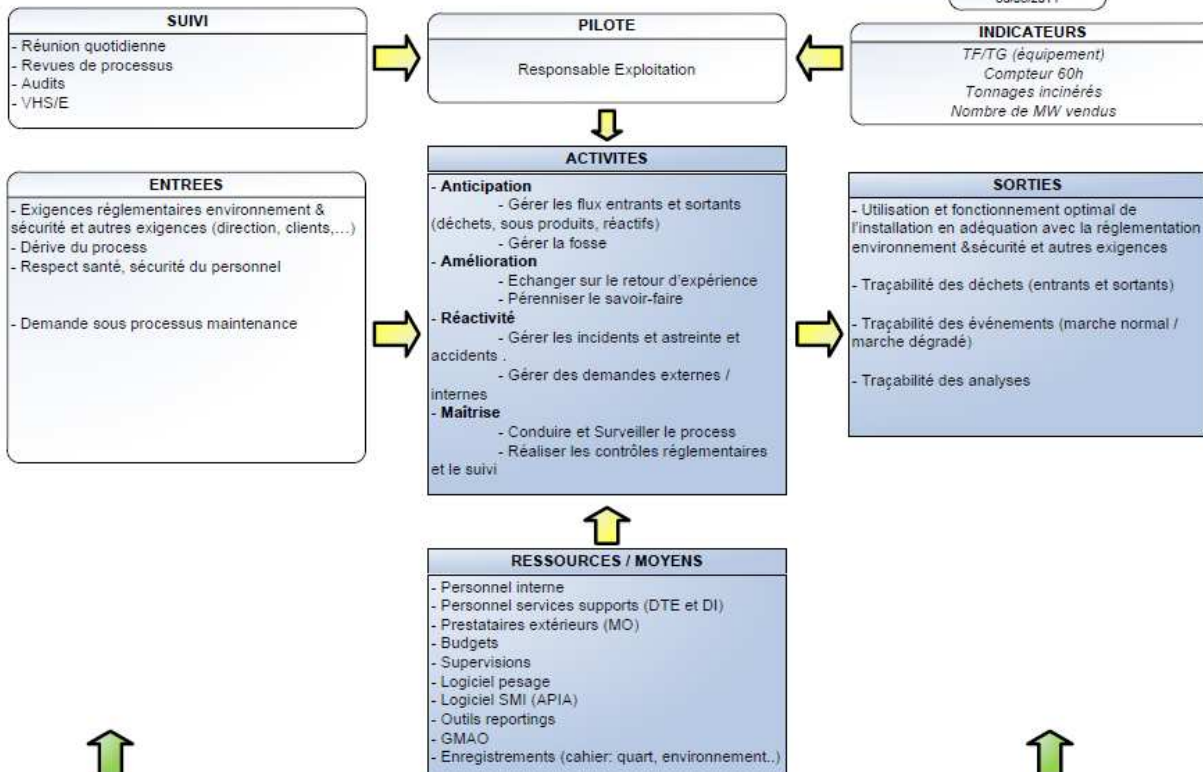 SUIVI
- Réunion quotidienne
- Revues de processus
- Audits
- VHS/E
PILOTE
Responsable Exploitation
INDICATEURS
TF/TG (équipement)
Compteur 60h
Tonnages incinérés
Nombre de MW vendus
ENTREES
- Exigences réglementaires environnement &
sécurité et autres exigences (direction, clients,…)
- Dérive du process
- Respect santé, sécurité du personnel
- Demande sous processus maintenance
ACTIVITES
- Anticipation
- Gérer les flux entrants et sortants
(déchets, sous produits, réactifs)
- Gérer la fosse
- Amélioration
- Echanger sur le retour d'expérience
- Pérenniser le savoir-faire
- Réactivité
- Gérer les incidents et astreinte et
accidents .
- Gérer des demandes externes /
internes
- Maîtrise
- Conduire et Surveiller le process
- Réaliser les contrôles réglementaires
et le suivi
SORTIES
- Utilisation et fonctionnement optimal de
l'installation en adéquation avec la réglementation
environnement &sécurité et autres exigences
- Traçabilité des déchets (entrants et sortants)
- Traçabilité des événements (marche normal /
marche dégradé)
- Traçabilité des analyses
RESSOURCES / MOYENS
- Personnel interne
- Personnel services supports (DTE et DI)
- Prestataires extérieurs (MO)
- Budgets
- Supervisions
- Logiciel pesage
- Logiciel SMI (APIA)
- Outils reportings
- GMAO
- Enregistrements (cahier: quart, environnement..)